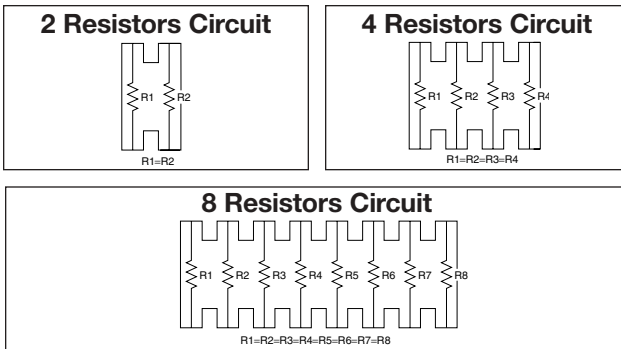 2 Resistors Circuit
R1 R2
R1=R2
4 Resistors Circuit
R1 R2 R3 R4
R1=R2=R3=R4
8 Resistors Circuit
R1 R2 R3 R4 R5 R6 R7 R8
R1=R2=R3=R4=R5=R6=R7=R8